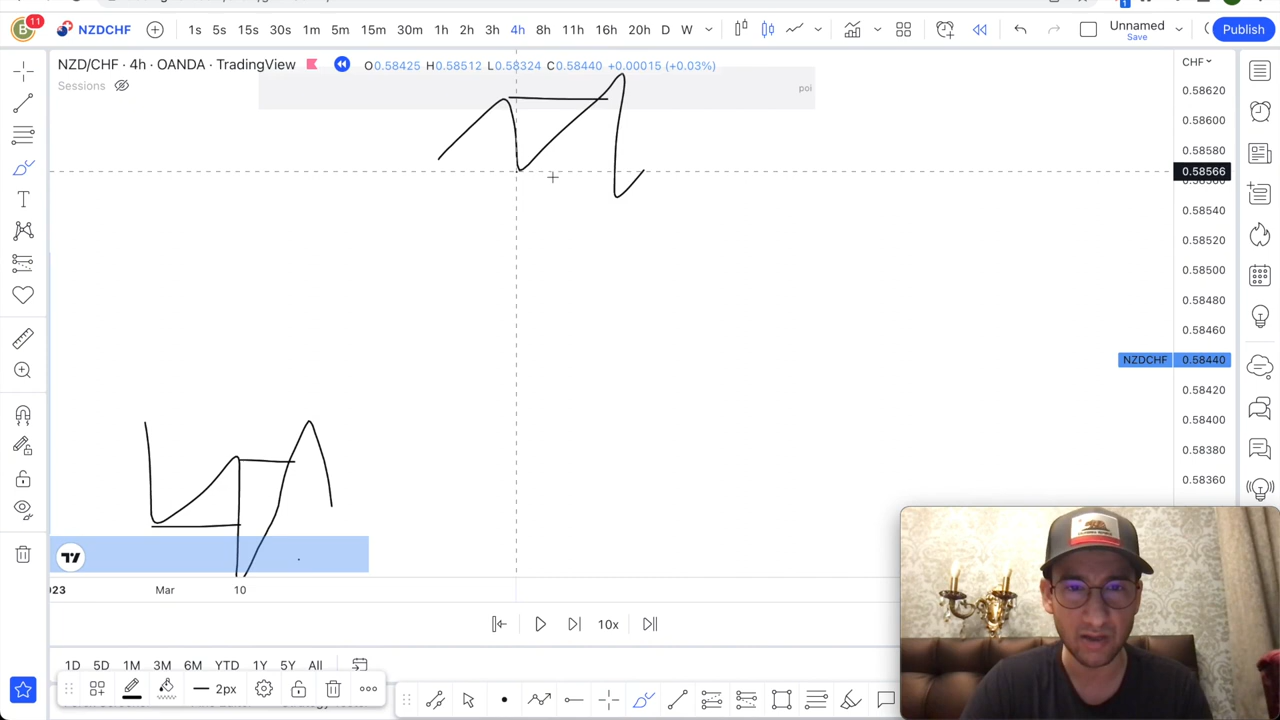 B 11 NZDCHF 1s 5s 15s 30s 1m 5m 15m 30m 1h 2h 3h 4h 8h 11h 16h 20h D W Unnamed Save Publish
NZD/CHF · 4h · OANDA · TradingView O0.58425 H0.58512 L0.58324 C0.58440 +0.00015 (+0.03%) CHF
Sessions poi
0.58620
0.58600
0.58580
0.58566
0.58540
0.58520
0.58500
0.58480
0.58460
NZDCHF 0.58440
0.58420
0.58400
0.58380
0.58360
023 Mar 10
10x
1D 5D 1M 3M 6M YTD 1Y 5Y All
2px
CALIFORNIA REPUBLIC